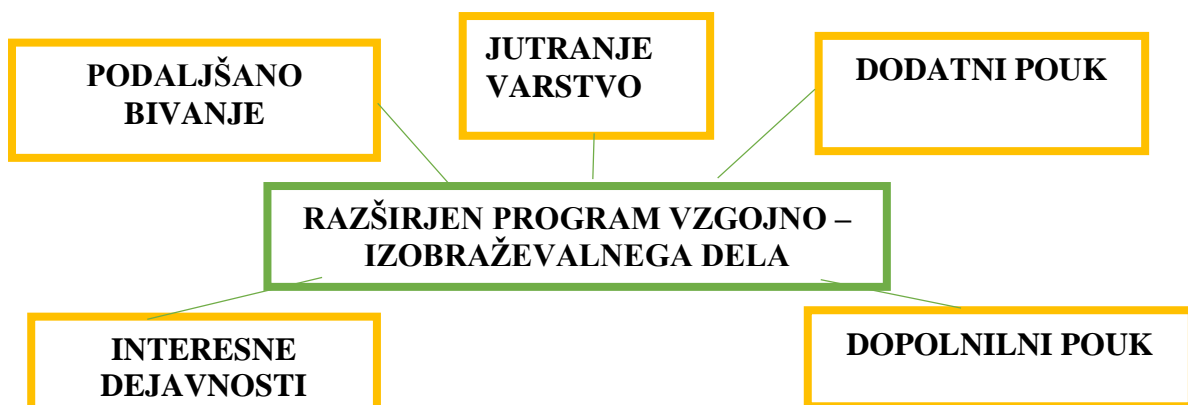 PODALJŠANO
BIVANJE
JUTRANJE
VARSTVO
DODATNI POUK
RAZŠIRJEN PROGRAM VZGOJNO –
IZOBRAŽEVALNEGA DELA
INTERESNE
DEJAVNOSTI
DOPOLNILNI POUK